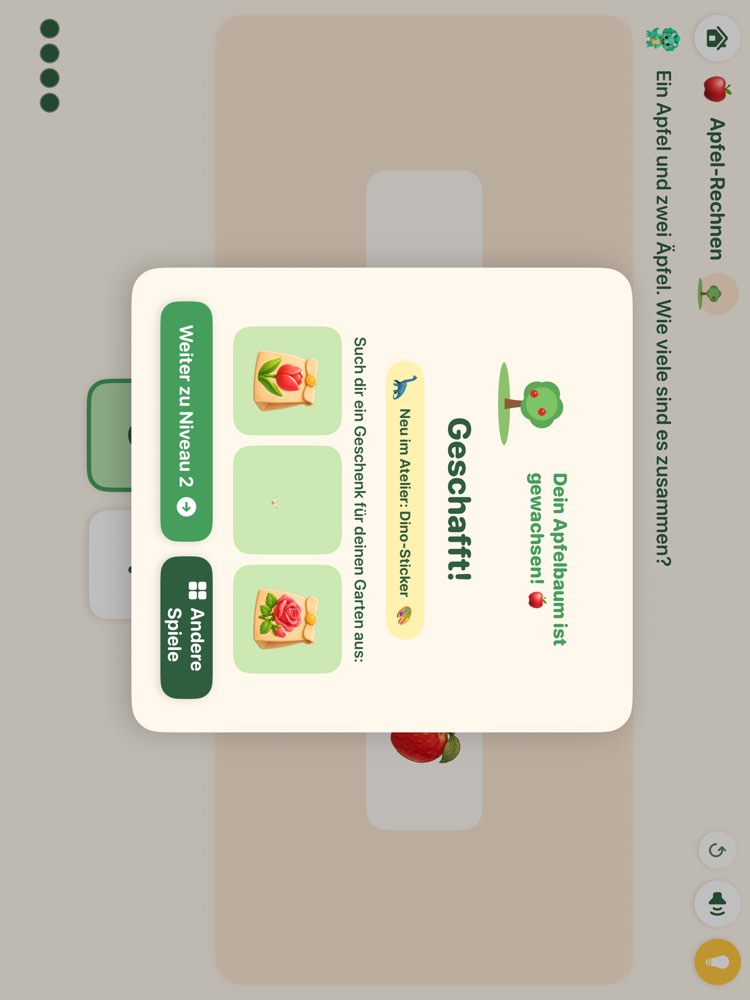 Apfel-Rechnen
Ein Apfel und zwei Äpfel. Wie viele sind es zusammen?
Dein Apfelbaum ist
gewachsen!
Geschafft!
Neu im Atelier: Dino-Sticker
Such dir ein Geschenk für deinen Garten aus:
Weiter zu Niveau 2
Andere
Spiele